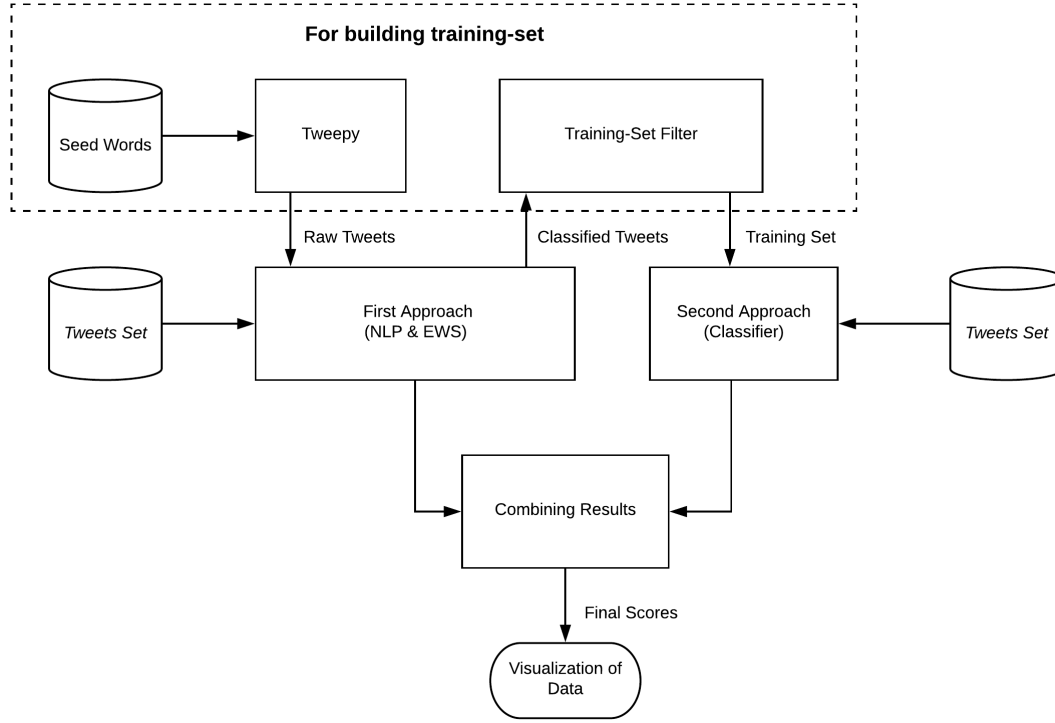 For building training-set
Seed Words
Tweepy
Training-Set Filter
Raw Tweets
Classified Tweets
Training Set
Tweets Set
First Approach
(NLP & EWS)
Second Approach
(Classifier)
Tweets Set
Combining Results
Final Scores
Visualization of
Data